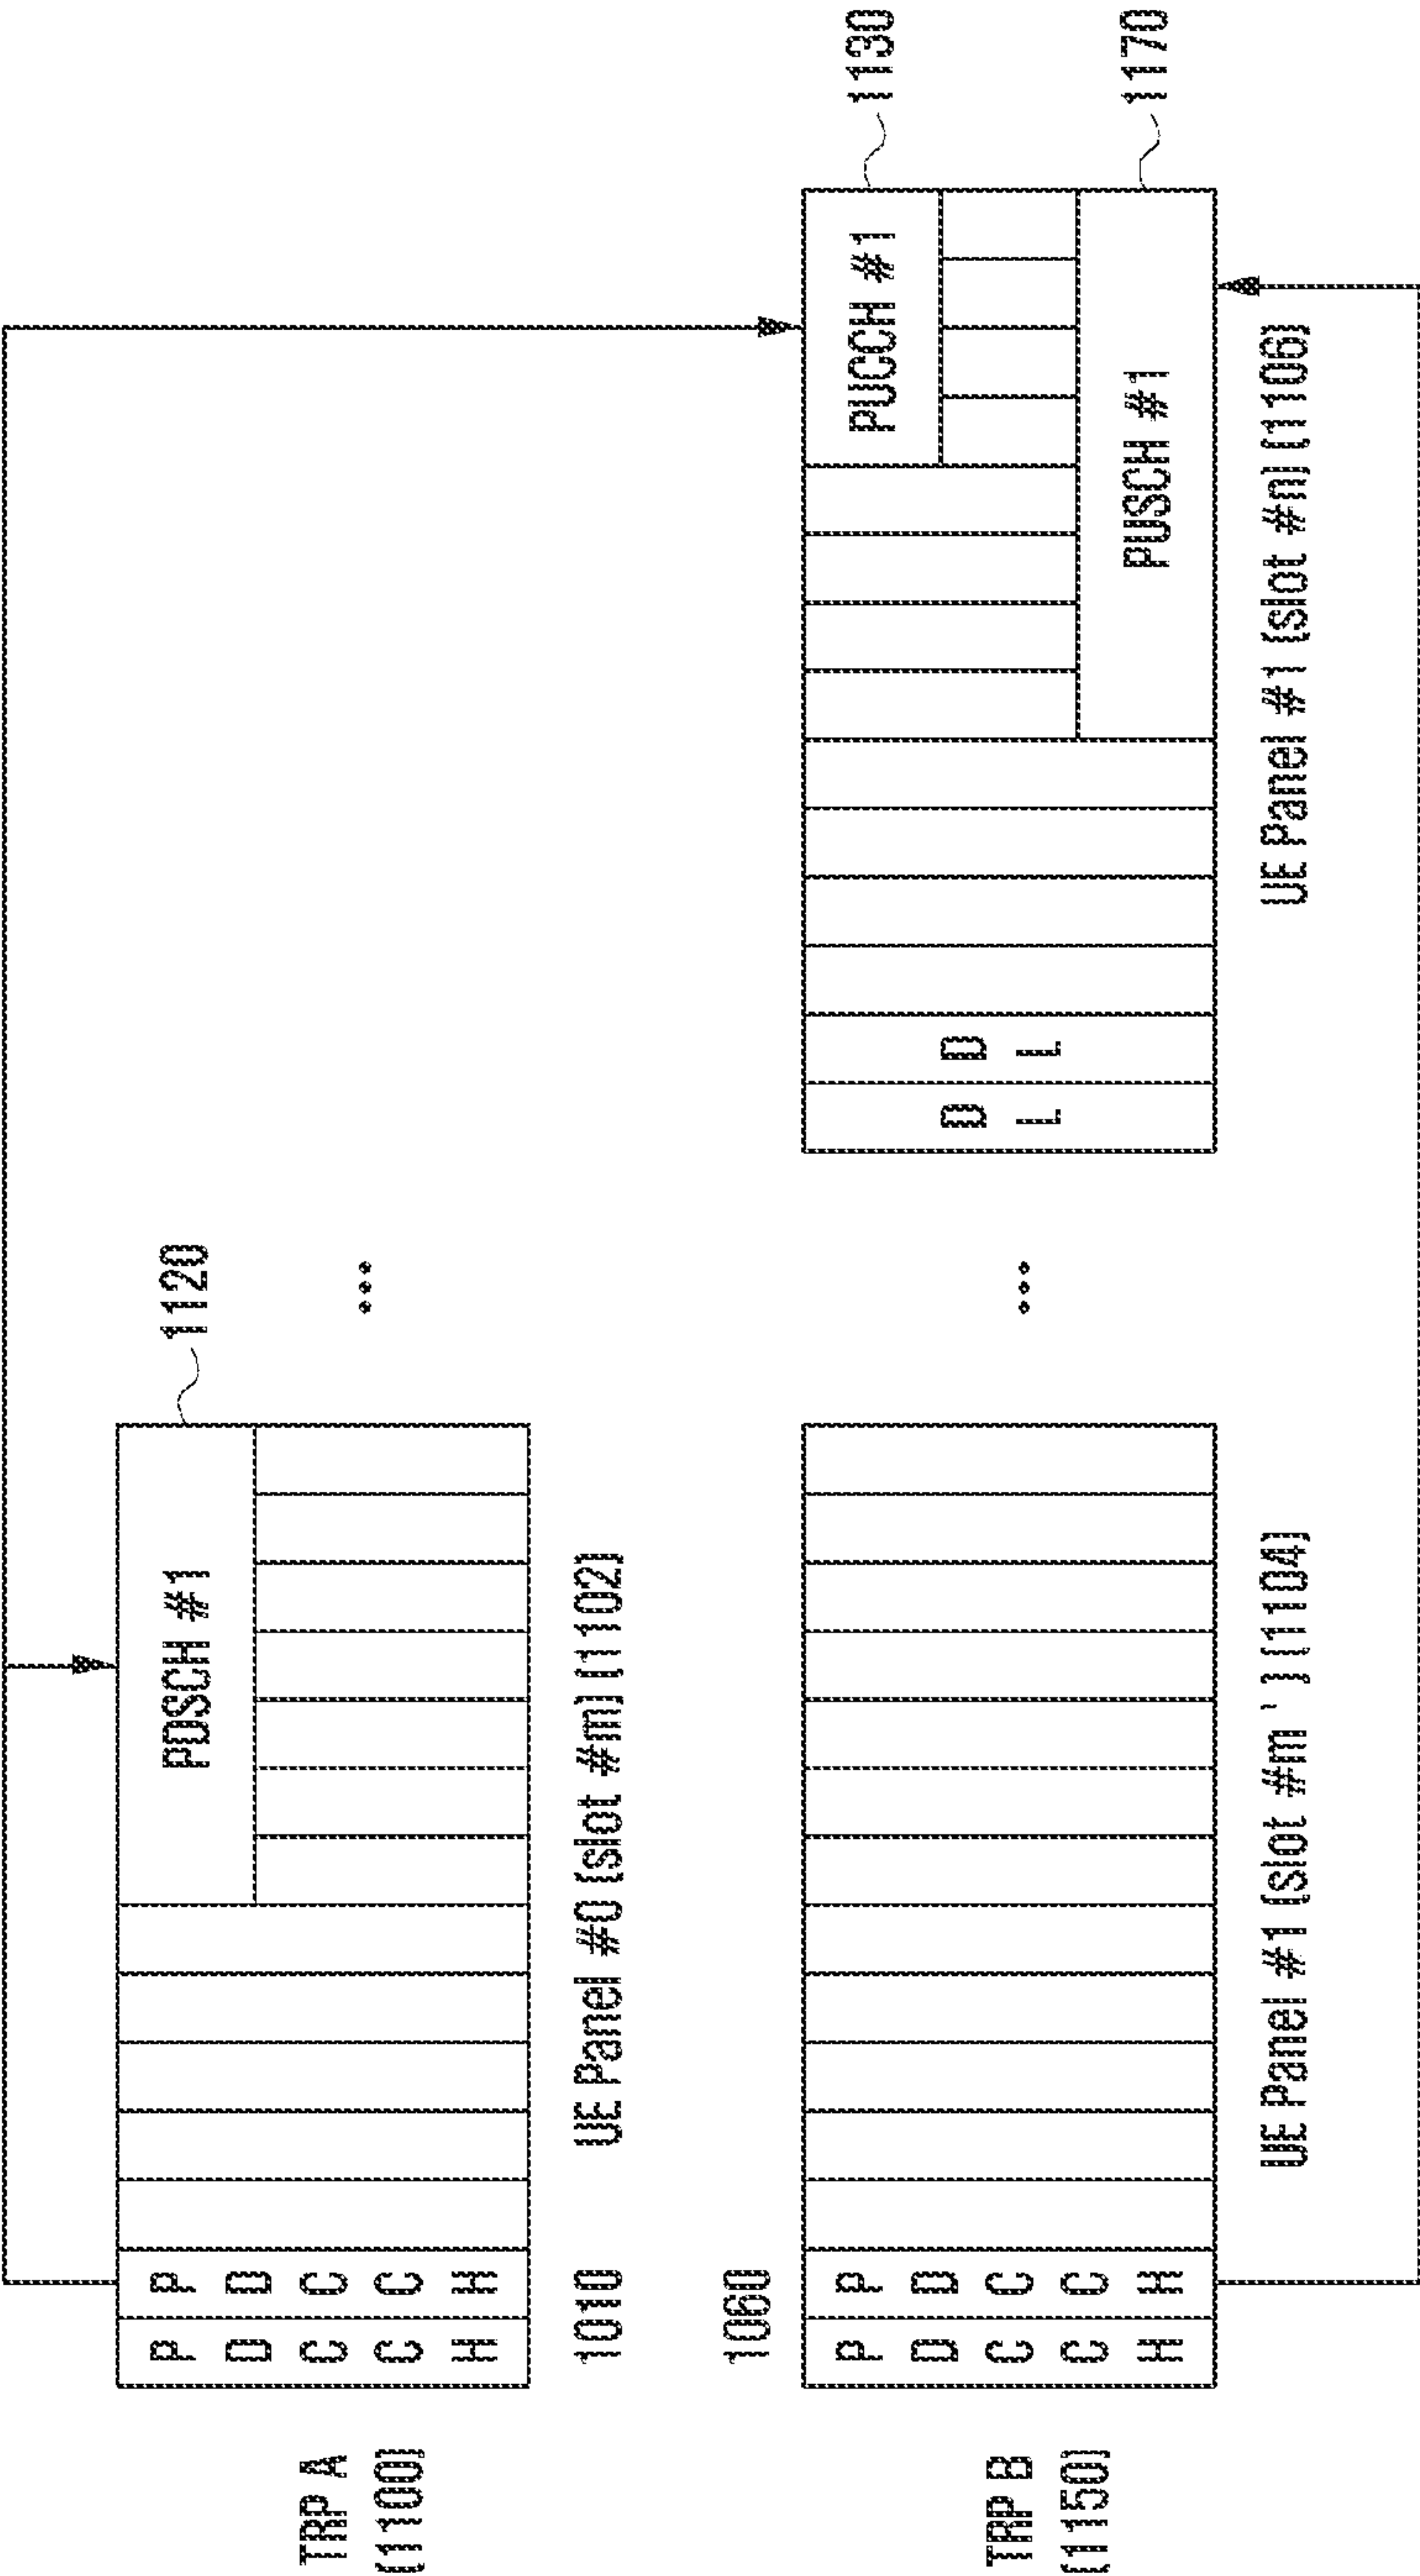 TRP A
(1100)
P P
D D
C C
C C
H H
PDSCH #1
1120
1010
UE Panel #0 (slot #m) (1102)
...
TRP B
(1150)
1060
P P
D D
C C
C C
H H
UE Panel #1 (slot #m ' ) (1104)
...
D D
L L
PUCCH #1
1130
PUSCH #1
1170
UE Panel #1 (slot #n) (1106)